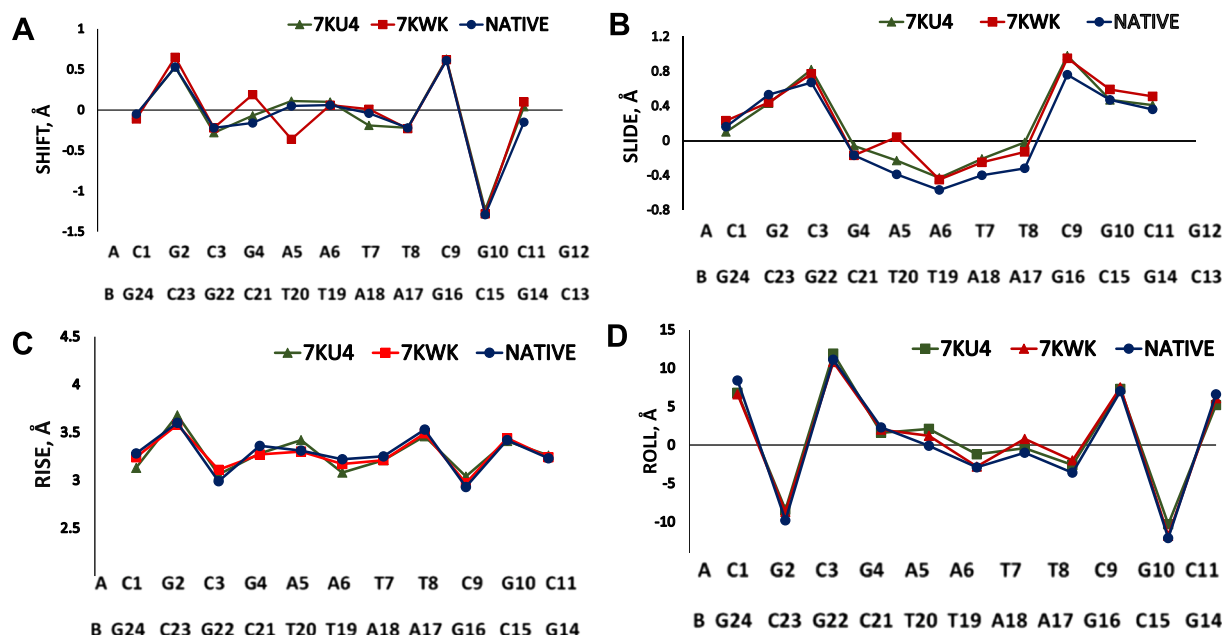 A
7KU4 7KWK NATIVE
SHIFT, Å
1
0.5
0
-0.5
-1
-1.5
A C1 G2 C3 G4 A5 A6 T7 T8 C9 G10 C11 G12
B G24 C23 G22 C21 T20 T19 A18 A17 G16 C15 G14 C13
B
7KU4 7KWK NATIVE
SLIDE, Å
1.2
0.8
0.4
0
-0.4
-0.8
A C1 G2 C3 G4 A5 A6 T7 T8 C9 G10 C11 G12
B G24 C23 G22 C21 T20 T19 A18 A17 G16 C15 G14 C13
C
7KU4 7KWK NATIVE
RISE, Å
4.5
4
3.5
3
2.5
A C1 G2 C3 G4 A5 A6 T7 T8 C9 G10 C11
B G24 C23 G22 C21 T20 T19 A18 A17 G16 C15 G14
D
7KU4 7KWK NATIVE
ROLL, Å
15
10
5
0
-5
-10
A C1 G2 C3 G4 A5 A6 T7 T8 C9 G10 C11
B G24 C23 G22 C21 T20 T19 A18 A17 G16 C15 G14